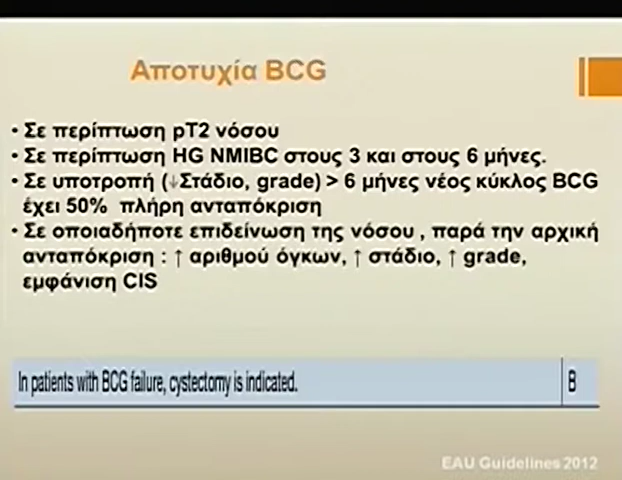 Αποτυχία BCG
• Σε περίπτωση pT2 νόσου
• Σε περίπτωση HG NMIBC στους 3 και στους 6 μήνες.
• Σε υποτροπή (↓Στάδιο, grade) > 6 μήνες νέος κύκλος BCG
έχει 50% πλήρη ανταπόκριση
• Σε οποιαδήποτε επιδείνωση της νόσου , παρά την αρχική
ανταπόκριση : ↑ αριθμού όγκων, ↑ στάδιο, ↑ grade,
εμφάνιση CIS
In patients with BCG failure, cystectomy is indicated. B
EAU Guidelines 2012